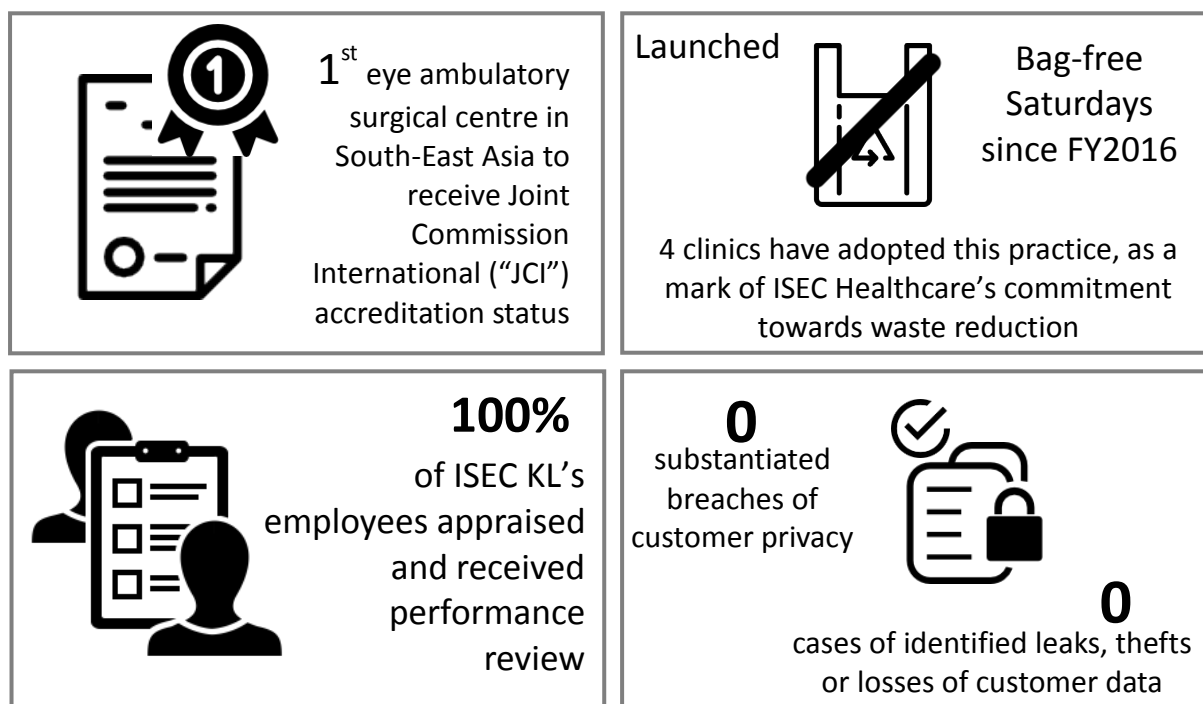 1
1st eye ambulatory
surgical centre in
South-East Asia to
receive Joint
Commission
International (“JCI”)
accreditation status
Launched
Bag-free
Saturdays
since FY2016
4 clinics have adopted this practice, as a
mark of ISEC Healthcare’s commitment
towards waste reduction
100%
of ISEC KL’s
employees appraised
and received
performance
review
0
substantiated
breaches of
customer privacy
0
cases of identified leaks, thefts
or losses of customer data